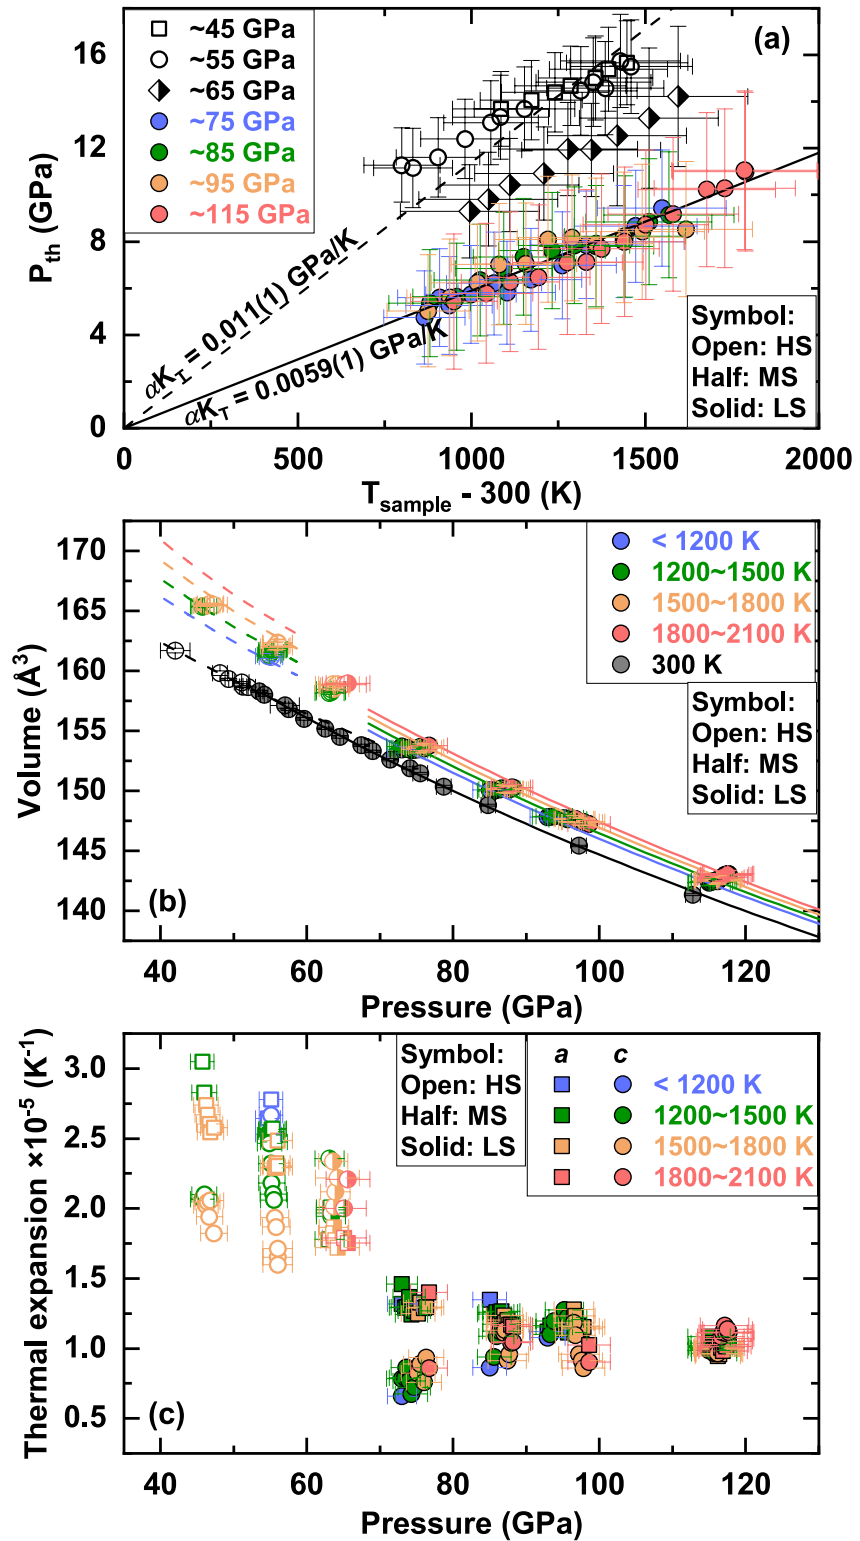 16
12
8
4
0
P_th (GPa)
~45 GPa
~55 GPa
~65 GPa
~75 GPa
~85 GPa
~95 GPa
~115 GPa
(a)
αK_T = 0.011(1) GPa/K
αK_T = 0.0059(1) GPa/K
Symbol:
Open: HS
Half: MS
Solid: LS
0 500 1000 1500 2000
T_sample - 300 (K)
170
165
160
155
150
145
140
Volume (Å³)
< 1200 K
1200~1500 K
1500~1800 K
1800~2100 K
300 K
Symbol:
Open: HS
Half: MS
Solid: LS
(b)
40 60 80 100 120
Pressure (GPa)
3.0
2.5
2.0
1.5
1.0
0.5
Thermal expansion ×10⁻⁵ (K⁻¹)
Symbol:
Open: HS
Half: MS
Solid: LS
a c
< 1200 K
1200~1500 K
1500~1800 K
1800~2100 K
(c)
40 60 80 100 120
Pressure (GPa)